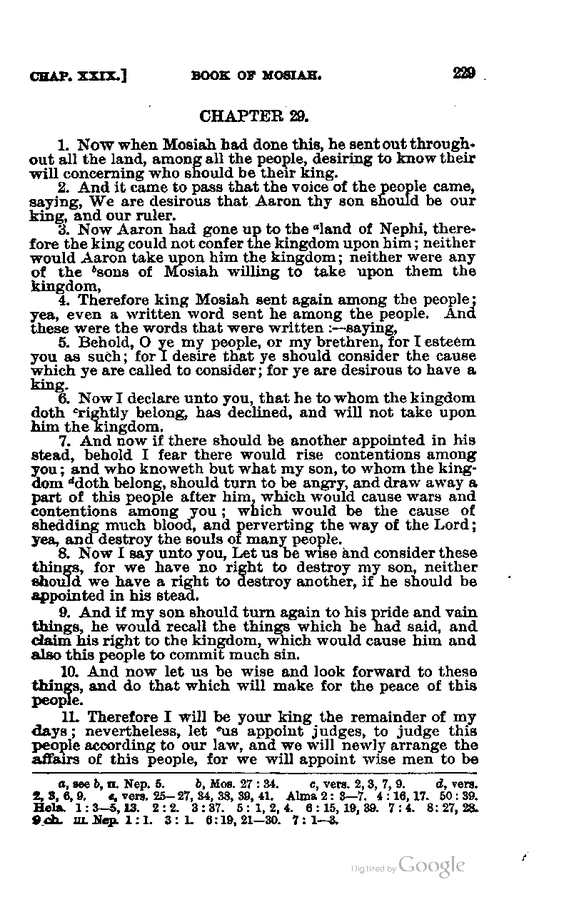 CHAP. XXIX.] BOOK OF MOSIAH. 229
CHAPTER 29.
1. Now when Mosiah had done this, he sent out through-
out all the land, among all the people, desiring to know their
will concerning who should be their king.
2. And it came to pass that the voice of the people came,
saying, We are desirous that Aaron thy son should be our
king, and our ruler.
3. Now Aaron had gone up to the aland of Nephi, there-
fore the king could not confer the kingdom upon him; neither
would Aaron take upon him the kingdom; neither were any
of the bsons of Mosiah willing to take upon them the
kingdom,
4. Therefore king Mosiah sent again among the people;
yea, even a written word sent he among the people. And
these were the words that were written:—saying,
5. Behold, O ye my people, or my brethren, for I esteem
you as such; for I desire that ye should consider the cause
which ye are called to consider; for ye are desirous to have a
king.
6. Now I declare unto you, that he to whom the kingdom
doth crightly belong, has declined, and will not take upon
him the kingdom.
7. And now if there should be another appointed in his
stead, behold I fear there would rise contentions among
you; and who knoweth but what my son, to whom the king-
dom ddoth belong, should turn to be angry, and draw away a
part of this people after him, which would cause wars and
contentions among you; which would be the cause of
shedding much blood, and perverting the way of the Lord;
yea, and destroy the souls of many people.
8. Now I say unto you, Let us be wise and consider these
things, for we have no right to destroy my son, neither
should we have a right to destroy another, if he should be
appointed in his stead.
9. And if my son should turn again to his pride and vain
things, he would recall the things which he had said, and
claim his right to the kingdom, which would cause him and
also this people to commit much sin.
10. And now let us be wise and look forward to these
things, and do that which will make for the peace of this
people.
11. Therefore I will be your king the remainder of my
days; nevertheless, let eus appoint judges, to judge this
people according to our law, and we will newly arrange the
affairs of this people, for we will appoint wise men to be
a, see b, II. Nep. 5. b, Mos. 27:34. c, vers. 2, 3, 7, 9. d, vers.
2, 3, 6, 9. e, vers. 25—27, 34, 38, 39, 41. Alma 2: 3—7. 4:16, 17. 50:39.
Hela. 1:3—5, 13. 2:2. 3:37. 5:1, 2, 4. 6:15, 19, 39. 7:4. 8:27, 28.
9 ch. III. Nep. 1:1. 3:1. 6:19, 21—30. 7:1—3.
Digitized by Google